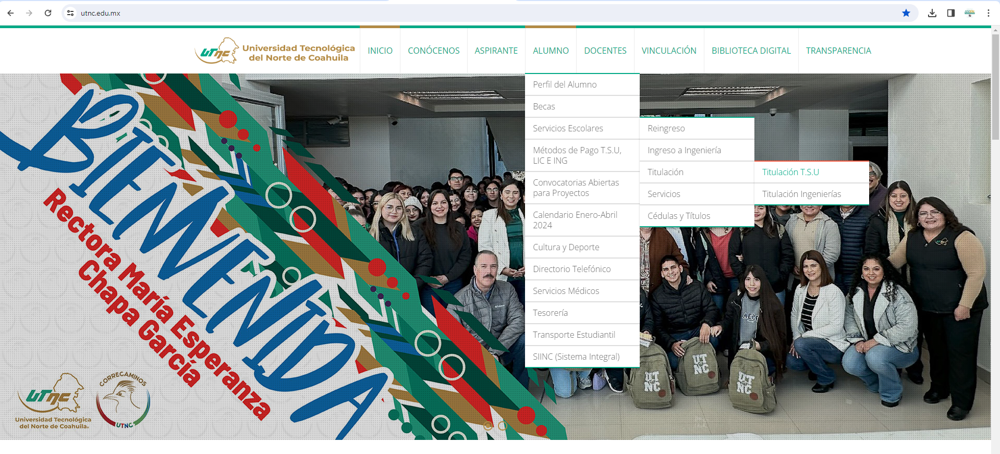 utnc.edu.mx
UTNC
Universidad Tecnológica
del Norte de Coahuila
INICIO
CONÓCENOS
ASPIRANTE
ALUMNO
DOCENTES
VINCULACIÓN
BIBLIOTECA DIGITAL
TRANSPARENCIA
Perfil del Alumno
Becas
Servicios Escolares
Métodos de Pago T.S.U,
LIC E ING
Convocatorias Abiertas
para Proyectos
Calendario Enero-Abril
2024
Cultura y Deporte
Directorio Telefónico
Servicios Médicos
Tesorería
Transporte Estudiantil
SIINC (Sistema Integral)
Reingreso
Ingreso a Ingeniería
Titulación
Servicios
Cédulas y Títulos
Titulación T.S.U
Titulación Ingenierías
BIENVENIDA
Rectora María Esperanza
Chapa García
UTNC
Universidad Tecnológica
del Norte de Coahuila.
CORRECAMINOS
UTNC
UT
NC
UT
NC
UT
NC